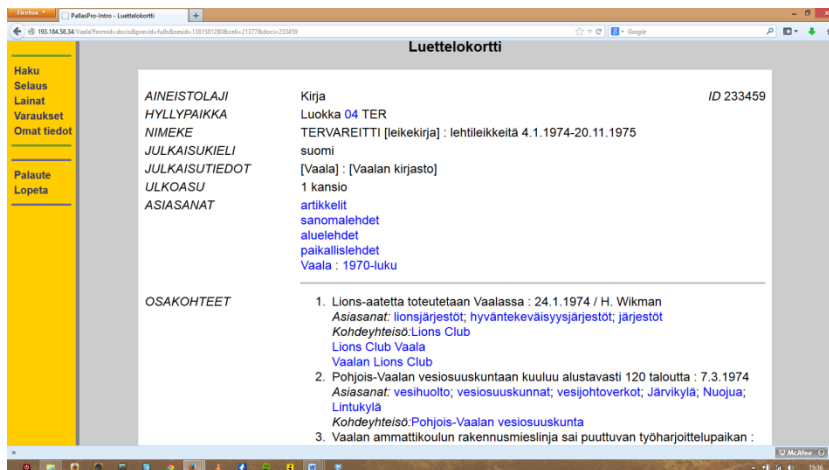 Firefox
PallasPro-Intro - Luettelokortti
+
Google
Luettelokortti
Haku
Selaus
Lainat
Varaukset
Omat tiedot
Palaute
Lopeta
AINEISTOLAJI Kirja ID 233459
HYLLYPAIKKA Luokka 04 TER
NIMEKE TERVAREITTI [leikekirja] : lehtileikkeitä 4.1.1974-20.11.1975
JULKAISUKIELI suomi
JULKAISUTIEDOT [Vaala] : [Vaalan kirjasto]
ULKOASU 1 kansio
ASIASANAT artikkelit
sanomalehdet
aluelehdet
paikallislehdet
Vaala : 1970-luku
OSAKOHTEET 1. Lions-aatetta toteutetaan Vaalassa : 24.1.1974 / H. Wikman
Asiasanat: lionsjärjestöt; hyväntekeväisyysjärjestöt; järjestöt
Kohdeyhteisö:Lions Club
Lions Club Vaala
Vaalan Lions Club
2. Pohjois-Vaalan vesiosuuskuntaan kuuluu alustavasti 120 taloutta : 7.3.1974
Asiasanat: vesihuolto; vesiosuuskunnat; vesijohtoverkot; Järvikylä; Nuojua;
Lintukylä
Kohdeyhteisö:Pohjois-Vaalan vesiosuuskunta
3. Vaalan ammattikoulun rakennusmieslinja sai puuttuvan työharjoittelupaikan :
McAfee
15:36